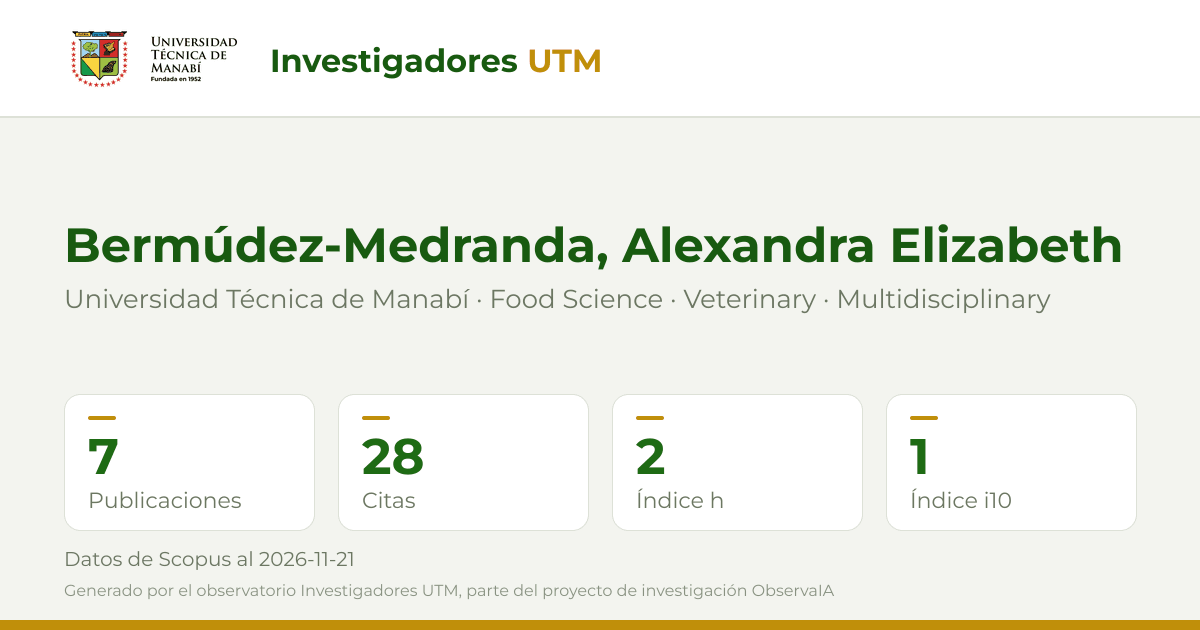 UNIVERSIDAD
TÉCNICA DE
MANABÍ
Fundada en 1952
Investigadores UTM
Bermúdez-Medranda, Alexandra Elizabeth
Universidad Técnica de Manabí · Food Science · Veterinary · Multidisciplinary
7
Publicaciones
28
Citas
2
Índice h
1
Índice i10
Datos de Scopus al 2026-11-21
Generado por el observatorio Investigadores UTM, parte del proyecto de investigación ObservaIA